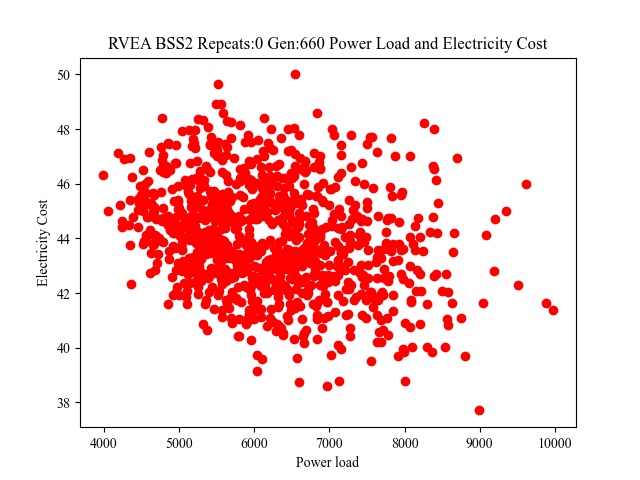 RVEA BSS2 Repeats:0 Gen:660 Power Load and Electricity Cost
50
48
46
44
42
40
38
Electricity Cost
4000 5000 6000 7000 8000 9000 10000
Power load